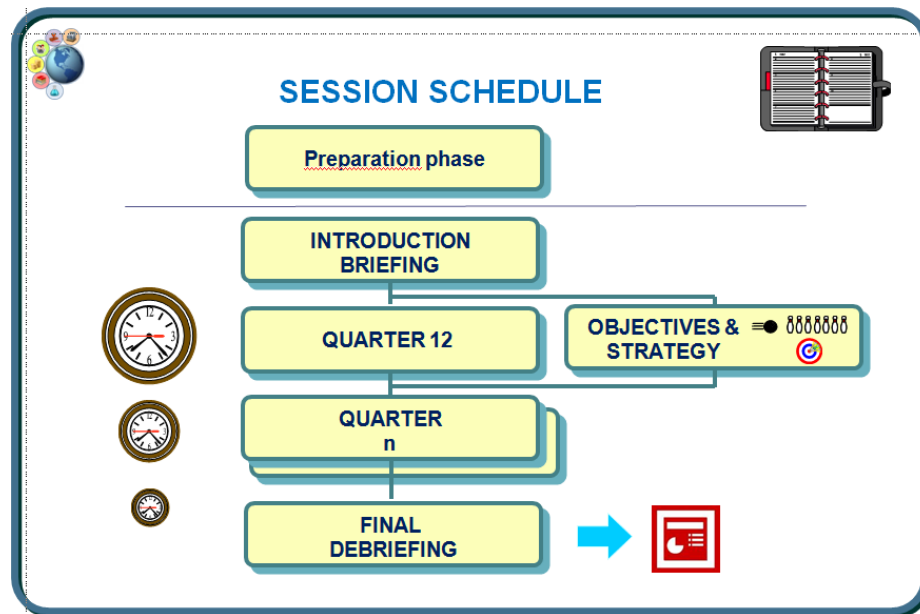 SESSION SCHEDULE
Preparation phase
INTRODUCTION
BRIEFING
QUARTER 12
OBJECTIVES &
STRATEGY
QUARTER
n
FINAL
DEBRIEFING